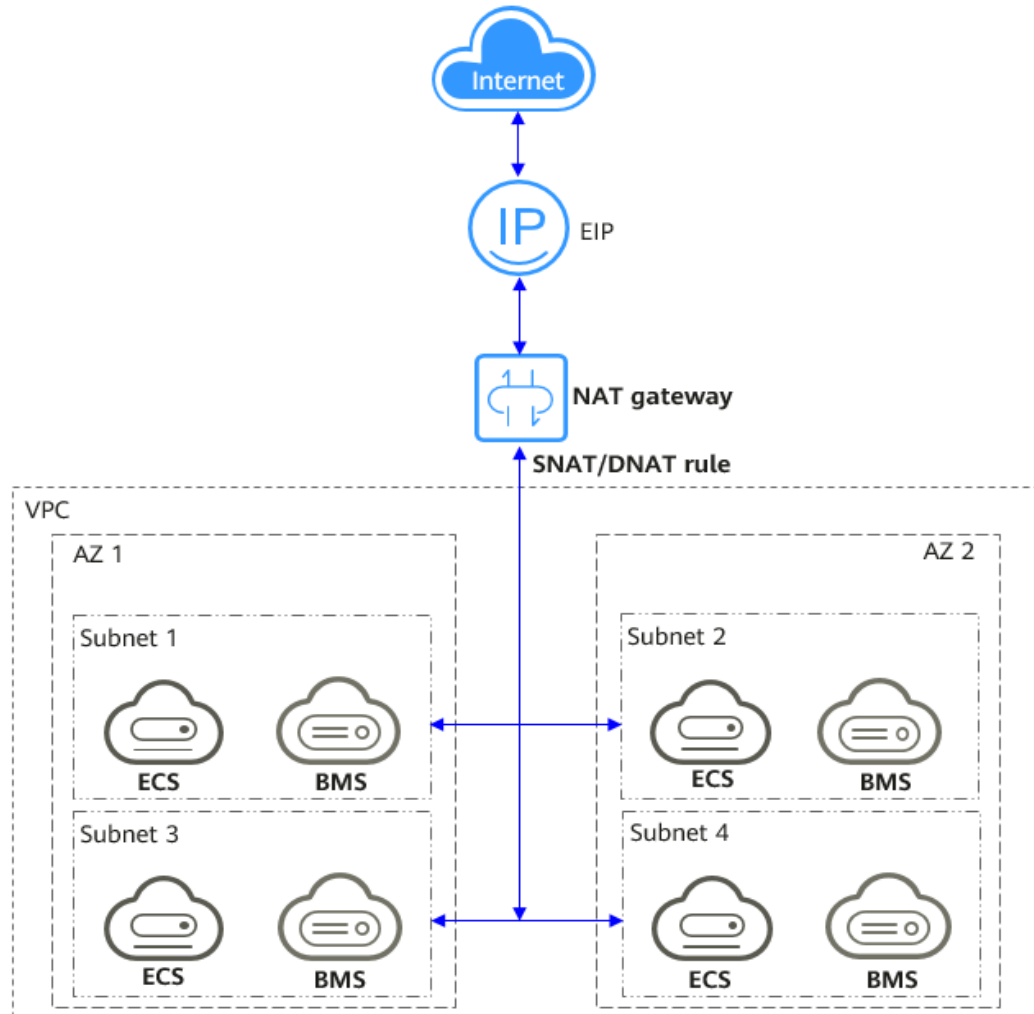 Internet
IP
EIP
NAT gateway
SNAT/DNAT rule
VPC
AZ 1
AZ 2
Subnet 1
Subnet 2
ECS
BMS
ECS
BMS
Subnet 3
Subnet 4
ECS
BMS
ECS
BMS